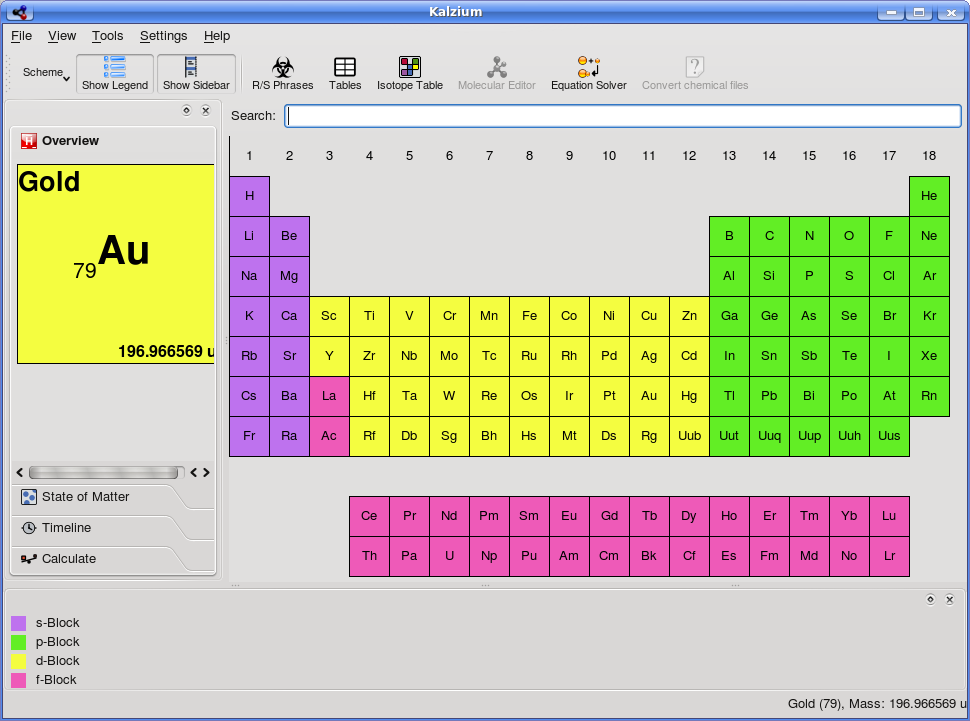 Kalzium
File View Tools Settings Help
Scheme Show Legend Show Sidebar R/S Phrases Tables Isotope Table Molecular Editor Equation Solver Convert chemical files
Search:
Overview
Gold
79Au
196.966569 u
State of Matter
Timeline
Calculate
1 2 3 4 5 6 7 8 9 10 11 12 13 14 15 16 17 18
H He
Li Be B C N O F Ne
Na Mg Al Si P S Cl Ar
K Ca Sc Ti V Cr Mn Fe Co Ni Cu Zn Ga Ge As Se Br Kr
Rb Sr Y Zr Nb Mo Tc Ru Rh Pd Ag Cd In Sn Sb Te I Xe
Cs Ba La Hf Ta W Re Os Ir Pt Au Hg Tl Pb Bi Po At Rn
Fr Ra Ac Rf Db Sg Bh Hs Mt Ds Rg Uub Uut Uuq Uup Uuh Uus
Ce Pr Nd Pm Sm Eu Gd Tb Dy Ho Er Tm Yb Lu
Th Pa U Np Pu Am Cm Bk Cf Es Fm Md No Lr
s-Block
p-Block
d-Block
f-Block
Gold (79), Mass: 196.966569 u